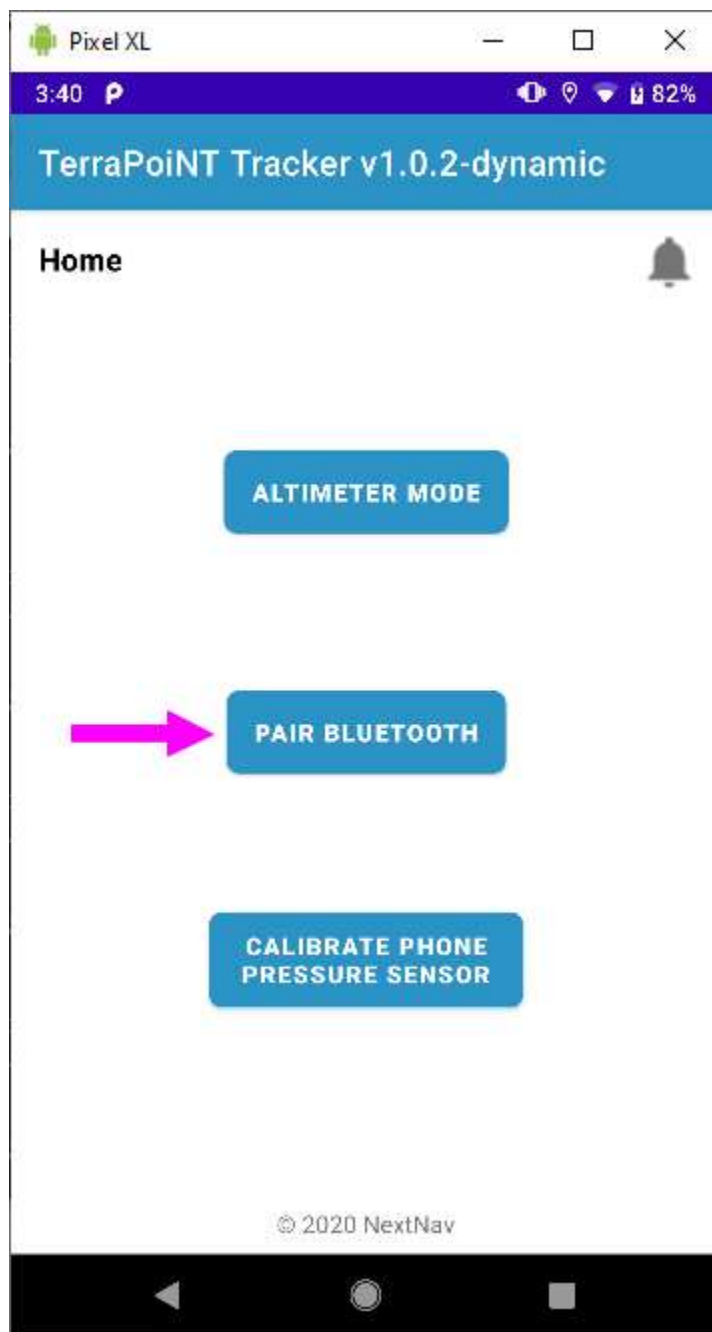 Pixel XL
3:40 82%
TerraPoiNT Tracker v1.0.2-dynamic
Home
ALTIMETER MODE
PAIR BLUETOOTH
CALIBRATE PHONE
PRESSURE SENSOR
© 2020 NextNav